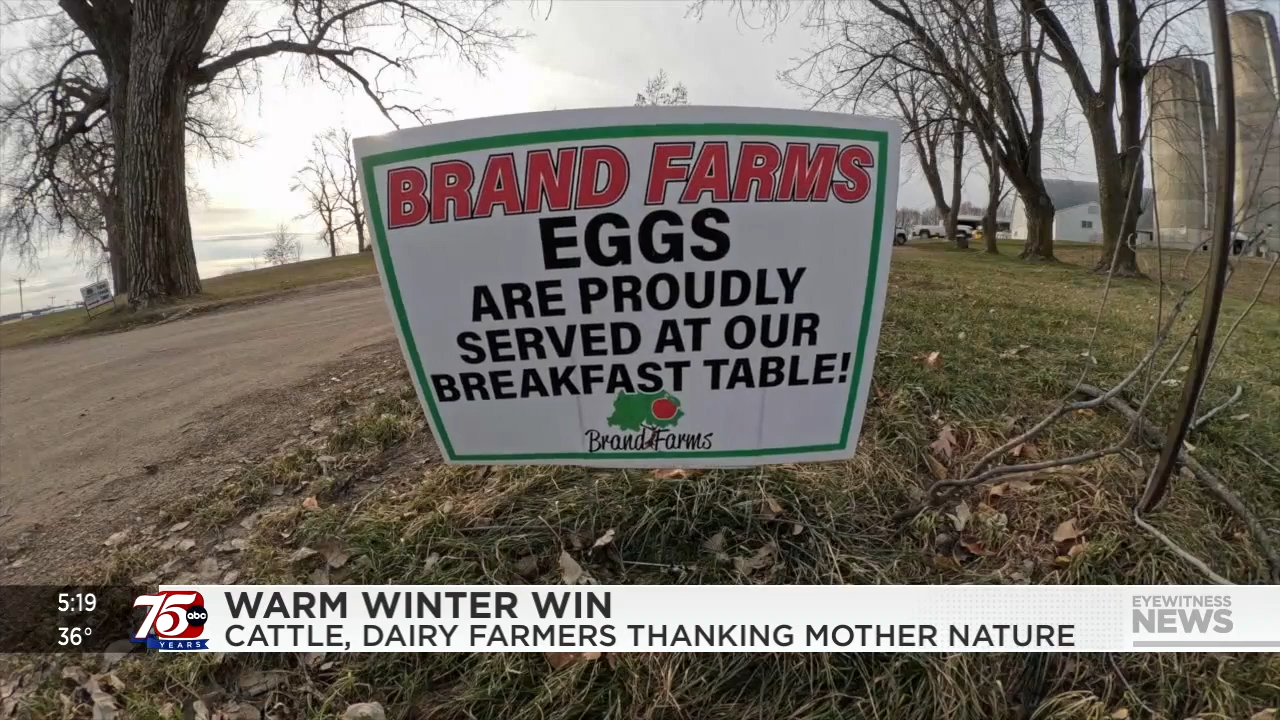 BRAND FARMS
EGGS
ARE PROUDLY
SERVED AT OUR
BREAKFAST TABLE!
Brand Farms
5:19
36°
75
abc
YEARS
WARM WINTER WIN
CATTLE, DAIRY FARMERS THANKING MOTHER NATURE
EYEWITNESS
NEWS